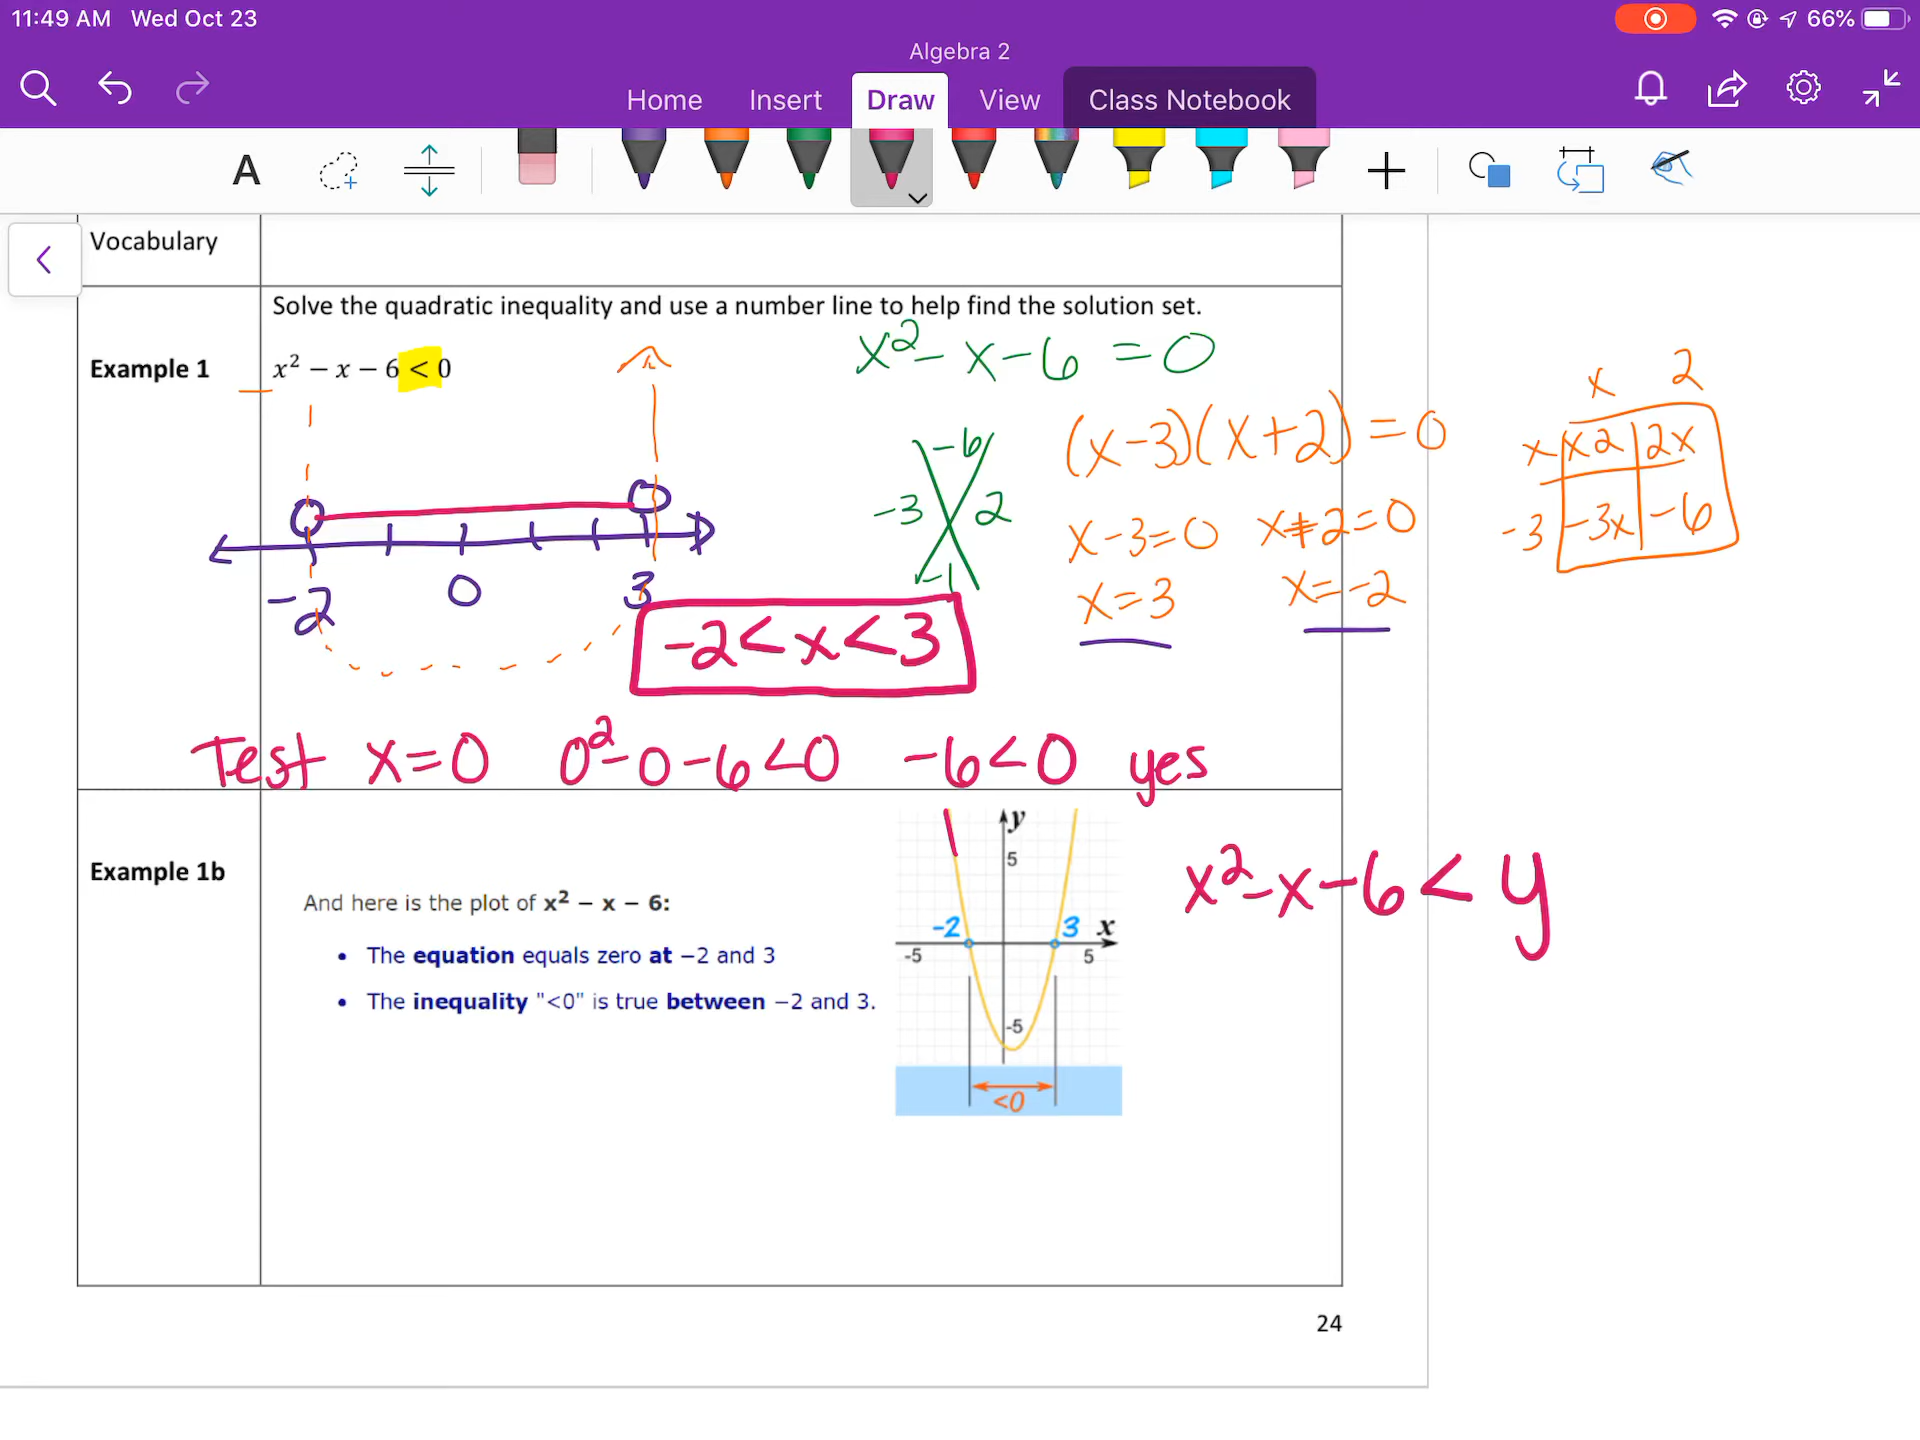 11:49 AM Wed Oct 23
66%
Algebra 2
Home Insert Draw View Class Notebook
A
Vocabulary
Solve the quadratic inequality and use a number line to help find the solution set.
Example 1
x² − x − 6 < 0
x² - x - 6 = 0
(x-3)(x+2) = 0
x 2
x x2 2x
-3 -3x -6
-6
-3 2
-1
x-3=0 x+2=0
x=3 x=-2
-2 0 3
-2 < x < 3
Test x=0 0²-0-6<0 -6<0 yes
Example 1b
And here is the plot of x² − x − 6:
• The equation equals zero at −2 and 3
• The inequality "<0" is true between −2 and 3.
y
5
-2 3 x
-5 5
-5
<0
x²-x-6 < y
24